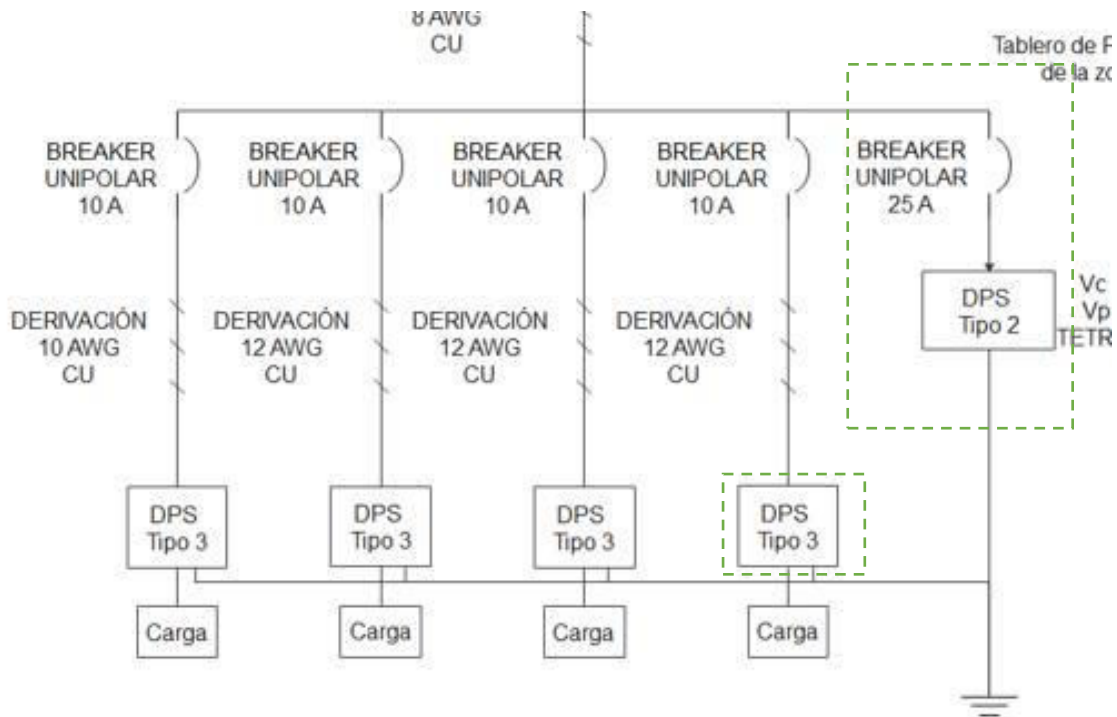 8 AWG
CU
Tablero de
de la
BREAKER
UNIPOLAR
10 A
BREAKER
UNIPOLAR
10 A
BREAKER
UNIPOLAR
10 A
BREAKER
UNIPOLAR
10 A
BREAKER
UNIPOLAR
25 A
DPS
Tipo 2
Vc
Vp
DERIVACIÓN
10 AWG
CU
DERIVACIÓN
12 AWG
CU
DERIVACIÓN
12 AWG
CU
DERIVACIÓN
12 AWG
CU
DPS
Tipo 3
DPS
Tipo 3
DPS
Tipo 3
DPS
Tipo 3
Carga
Carga
Carga
Carga